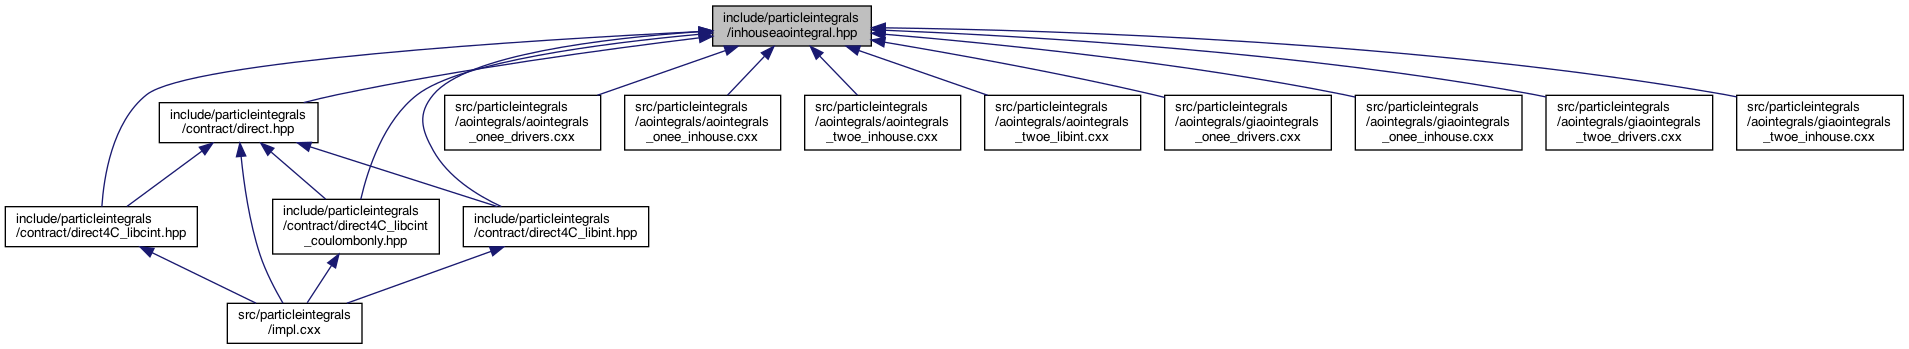 include/particleintegrals
/inhouseaointegral.hpp
include/particleintegrals
/contract/direct.hpp
src/particleintegrals
/aointegrals/aointegrals
_onee_drivers.cxx
src/particleintegrals
/aointegrals/aointegrals
_onee_inhouse.cxx
src/particleintegrals
/aointegrals/aointegrals
_twoe_inhouse.cxx
src/particleintegrals
/aointegrals/aointegrals
_twoe_libint.cxx
src/particleintegrals
/aointegrals/giaointegrals
_onee_drivers.cxx
src/particleintegrals
/aointegrals/giaointegrals
_onee_inhouse.cxx
src/particleintegrals
/aointegrals/giaointegrals
_twoe_drivers.cxx
src/particleintegrals
/aointegrals/giaointegrals
_twoe_inhouse.cxx
include/particleintegrals
/contract/direct4C_libcint.hpp
include/particleintegrals
/contract/direct4C_libcint
_coulombonly.hpp
include/particleintegrals
/contract/direct4C_libint.hpp
src/particleintegrals
/impl.cxx